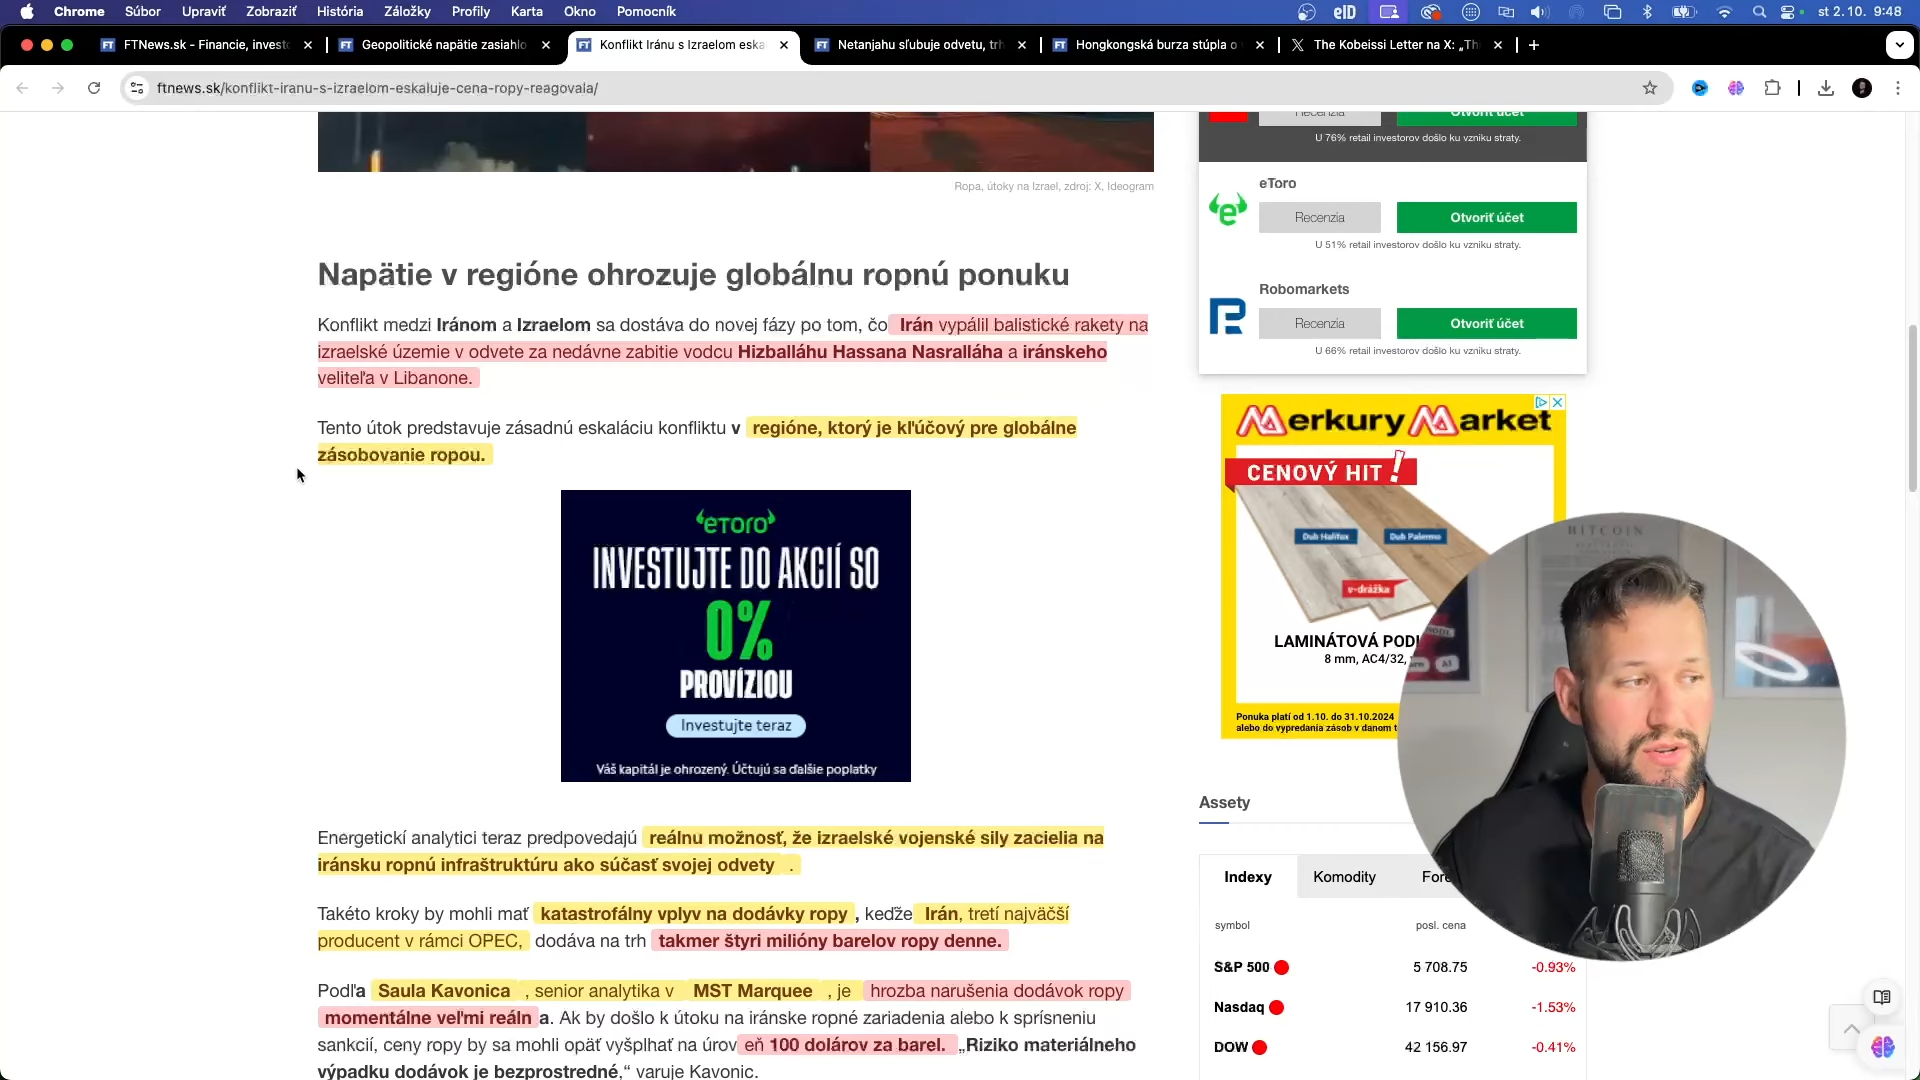 Chrome Súbor Upraviť Zobraziť História Záložky Profily Karta Okno Pomocník eID st 2. 10. 9:48
FTNews.sk - Financie, invest Geopolitické napätie zasiahlo Konflikt Iránu s Izraelom eska Netanjahu sľubuje odvetu, trh Hongkongská burza stúpla o The Kobeissi Letter na X: „Th
ftnews.sk/konflikt-iranu-s-izraelom-eskaluje-cena-ropy-reagovala/
Ropa, útoky na Izrael, zdroj: X, Ideogram
Napätie v regióne ohrozuje globálnu ropnú ponuku
Konflikt medzi Iránom a Izraelom sa dostáva do novej fázy po tom, čo Irán vypálil balistické rakety na
izraelské územie v odvete za nedávne zabitie vodcu Hizballáhu Hassana Nasralláha a iránskeho
veliteľa v Libanone.
Tento útok predstavuje zásadnú eskaláciu konfliktu v regióne, ktorý je kľúčový pre globálne
zásobovanie ropou.
eToro
INVESTUJTE DO AKCIÍ SO
0%
PROVÍZIOU
Investujte teraz
Váš kapitál je ohrozený. Účtujú sa ďalšie poplatky
Energetickí analytici teraz predpovedajú reálnu možnosť, že izraelské vojenské sily zacielia na
iránsku ropnú infraštruktúru ako súčasť svojej odvety .
Takéto kroky by mohli mať katastrofálny vplyv na dodávky ropy , keďže Irán, tretí najväčší
producent v rámci OPEC, dodáva na trh takmer štyri milióny barelov ropy denne.
Podľa Saula Kavonica , senior analytika v MST Marquee , je hrozba narušenia dodávok ropy
momentálne veľmi reálna. Ak by došlo k útoku na iránske ropné zariadenia alebo k sprísneniu
sankcií, ceny ropy by sa mohli opäť vyšplhať na úroveň 100 dolárov za barel. „Riziko materiálneho
výpadku dodávok je bezprostredné,“ varuje Kavonic.
Recenzia Otvoriť účet
U 76% retail investorov došlo ku vzniku straty.
eToro
Recenzia Otvoriť účet
U 51% retail investorov došlo ku vzniku straty.
Robomarkets
Recenzia Otvoriť účet
U 66% retail investorov došlo ku vzniku straty.
Merkury Market
CENOVÝ HIT !
Dub Halifax Dub Palermo
v-drážka
LAMINÁTOVÁ PODL
8 mm, AC4/32,
Ponuka platí od 1.10. do 31.10.2024
alebo do vypredania zásob v danom
BITCOIN
Assety
Indexy Komodity Fore
symbol posl. cena
S&P 500 5 708.75 -0.93%
Nasdaq 17 910.36 -1.53%
DOW 42 156.97 -0.41%